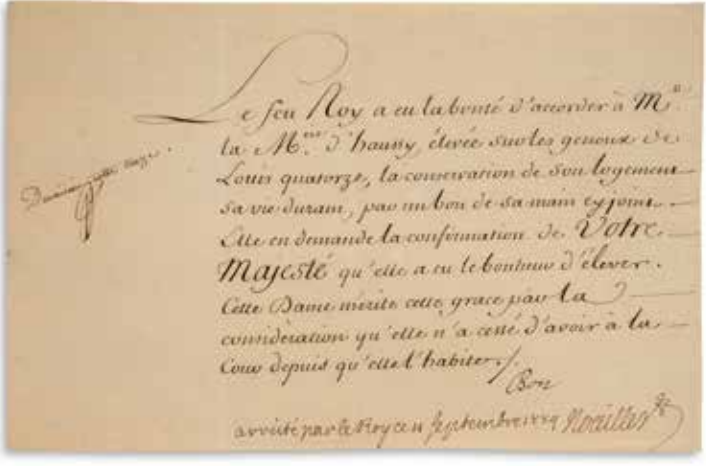 Le feu Roy a eu la bonté d'accorder à M.
la M.se d'haussy, élevée sur les genoux de
Louis quatorze, la conservation de son logement
sa vie durant, par un bon de sa main cy joint.
Elle en demande la confirmation de Votre
Majesté qu'elle a eu le bonheur d'élever.
Cette Dame mérite cette grace par la
considération qu'elle n'a cessé d'avoir à la
Cour depuis qu'elle l'habite./.
Bon
arresté par le Roy ce 11 septembre Noailles